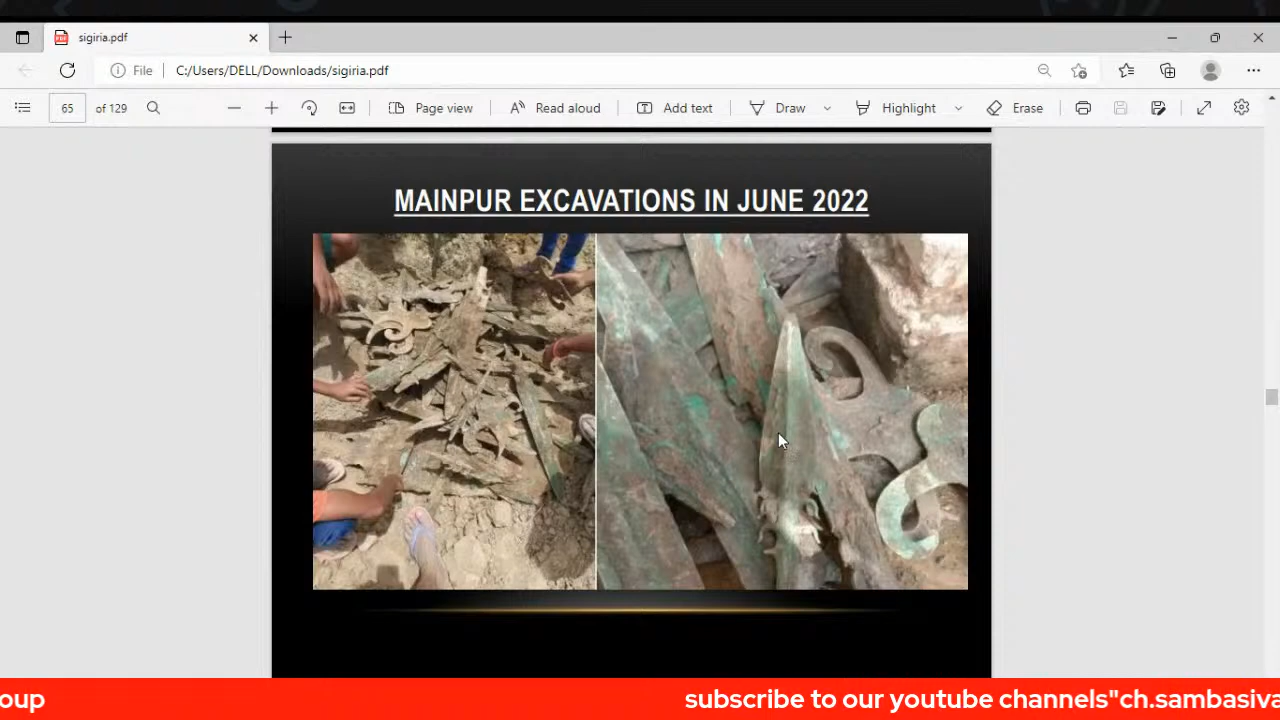 sigiria.pdf
File
C:/Users/DELL/Downloads/sigiria.pdf
65 of 129
Page view
Read aloud
Add text
Draw
Highlight
Erase
MAINPUR EXCAVATIONS IN JUNE 2022
oup
subscribe to our youtube channels"ch.sambasiva